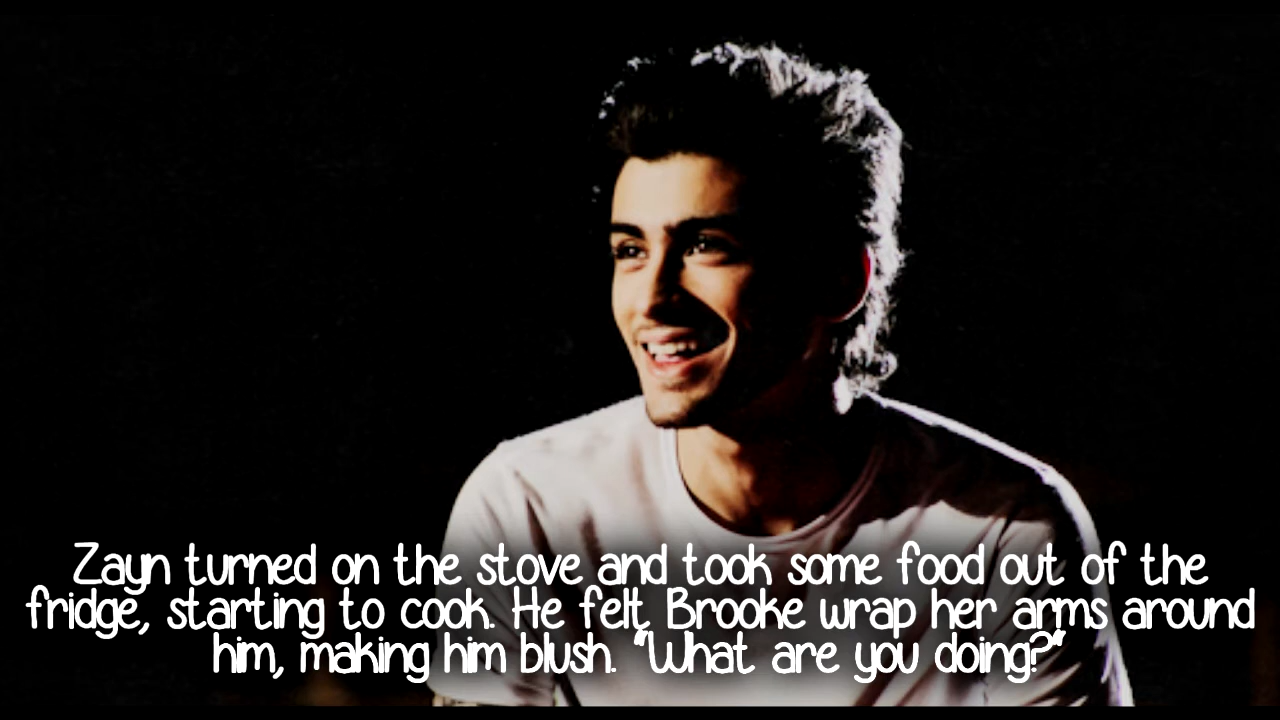 Zayn turned on the stove and took some food out of the
fridge, starting to cook. He felt Brooke wrap her arms around
him, making him blush. "What are you doing?"